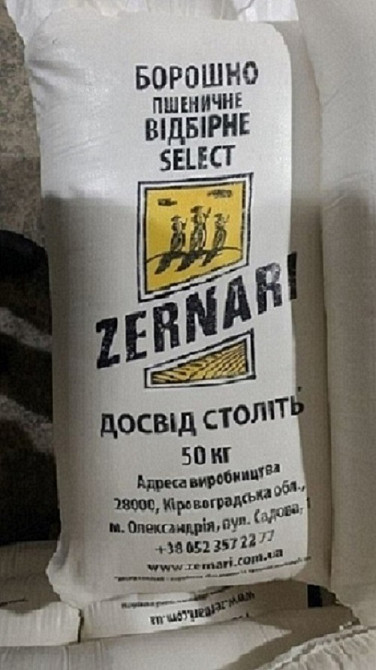 БОРОШНО
ПШЕНИЧНЕ
ВІДБІРНЕ
SELECT
ZERNARI
ДОСВІД СТОЛІТЬ
50 КГ
Адреса виробництва
28000, Кіровоградська обл.,
м. Олександрія, вул. Садова, 1
+38 052 357 22 77
www.zernari.com.ua